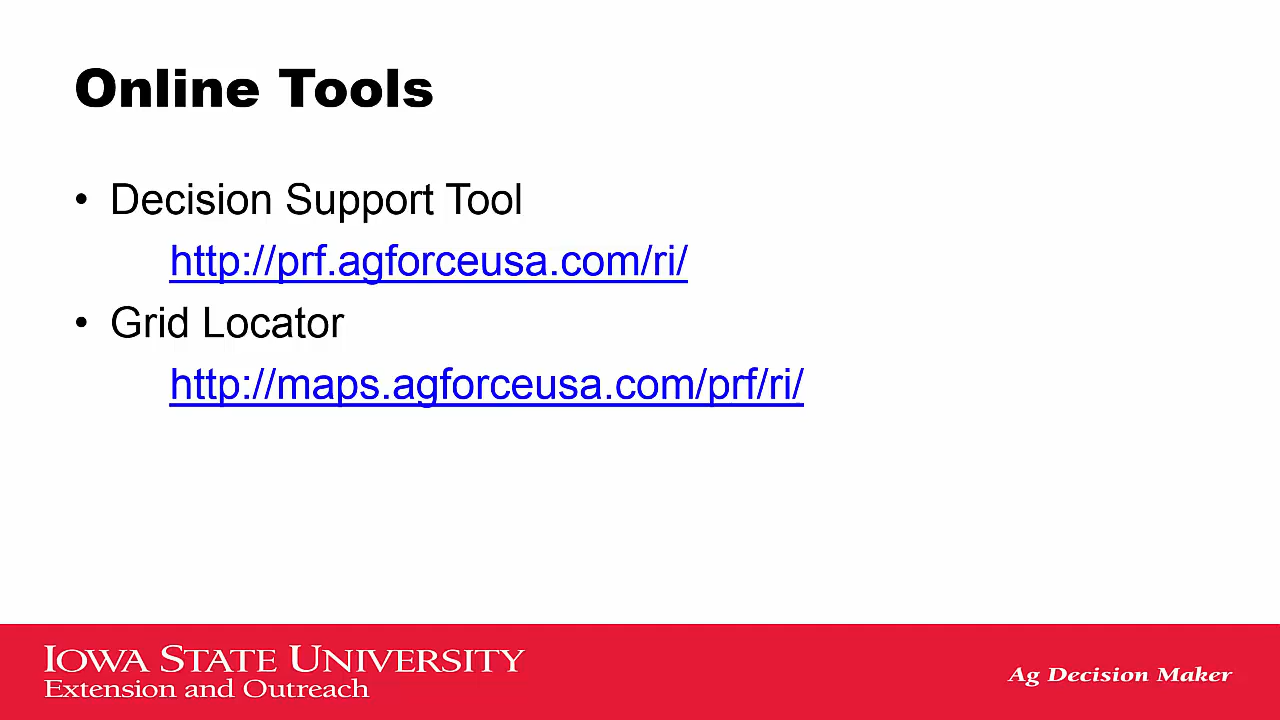 Online Tools
• Decision Support Tool
http://prf.agforceusa.com/ri/
• Grid Locator
http://maps.agforceusa.com/prf/ri/
IOWA STATE UNIVERSITY
Extension and Outreach
Ag Decision Maker